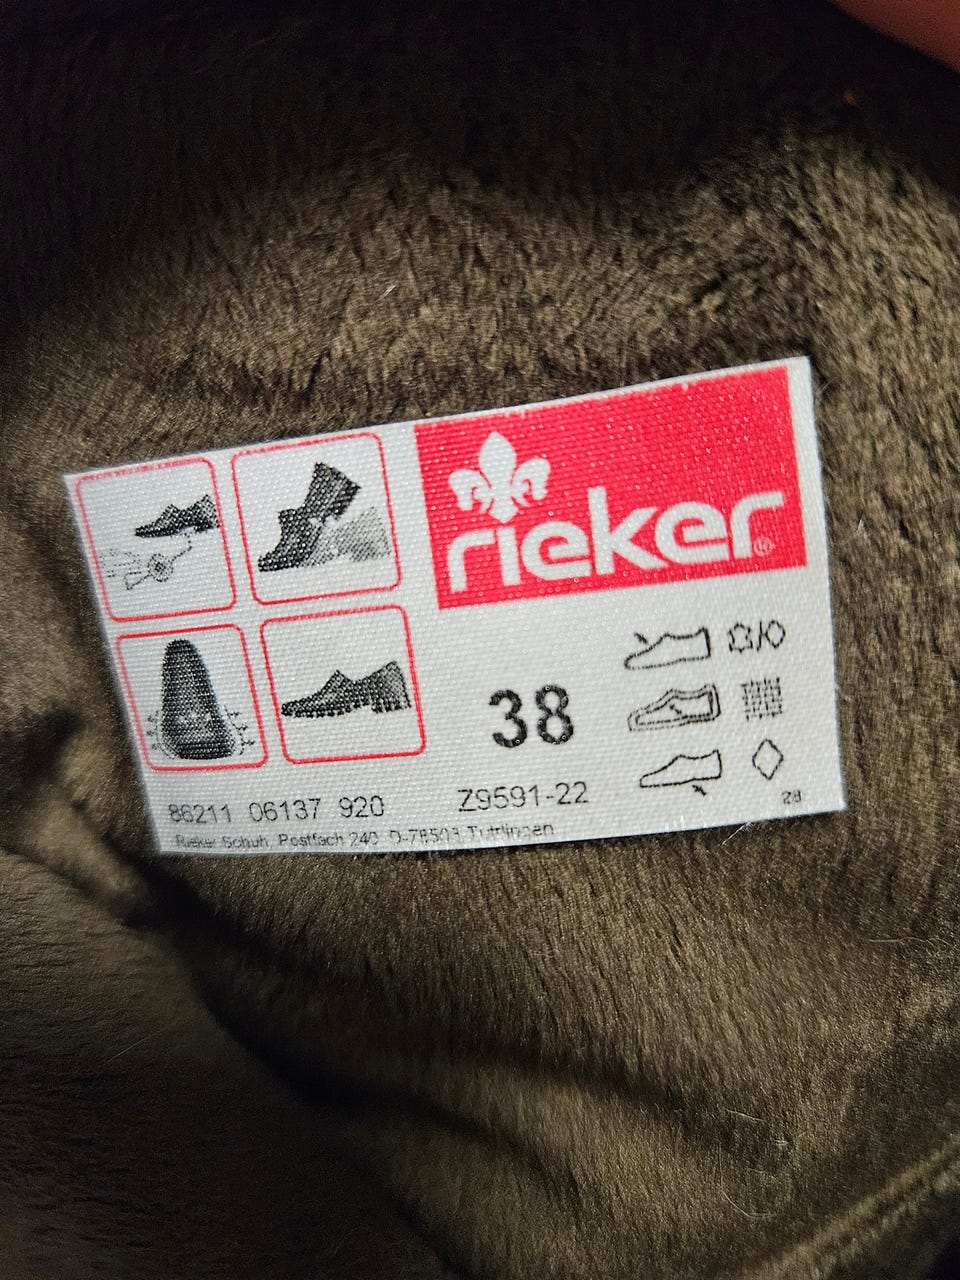 rieker®
38
86211 06137 920
Z9591-22
28
Rieker Schuh, Postfach 240 D-78503 Tuttlingen